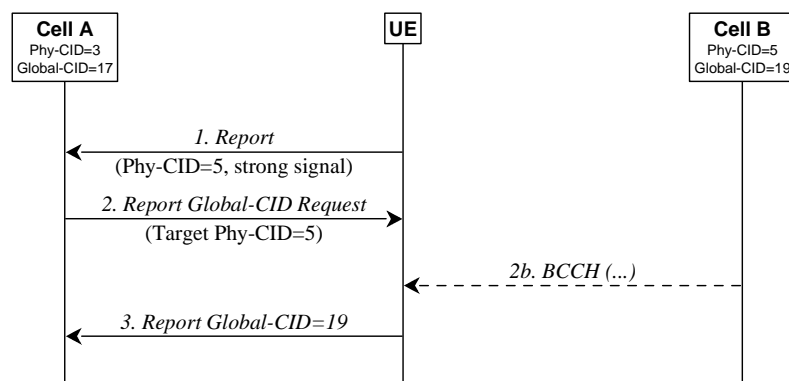 Cell A
Phy-CID=3
Global-CID=17
UE
Cell B
Phy-CID=5
Global-CID=19
1. Report
(Phy-CID=5, strong signal)
2. Report Global-CID Request
(Target Phy-CID=5)
2b. BCCH (...)
3. Report Global-CID=19